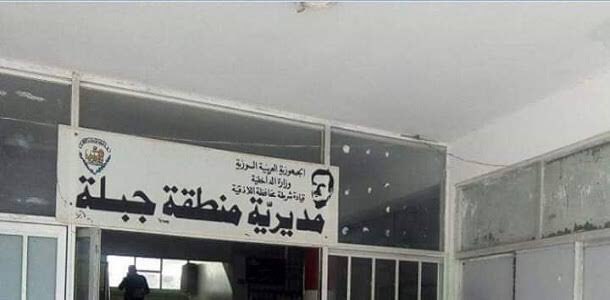 الجمهورية العربية السورية
وزارة الداخلية
قيادة شرطة محافظة اللاذقية
مديرية منطقة جبلة